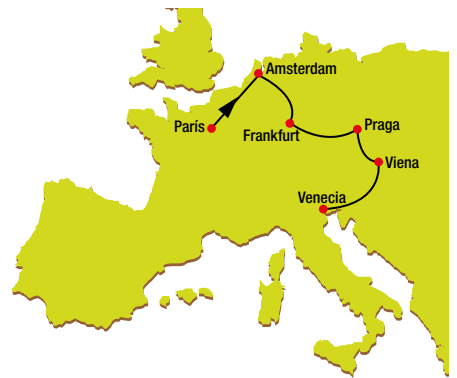 Amsterdam
París
Frankfurt
Praga
Viena
Venecia